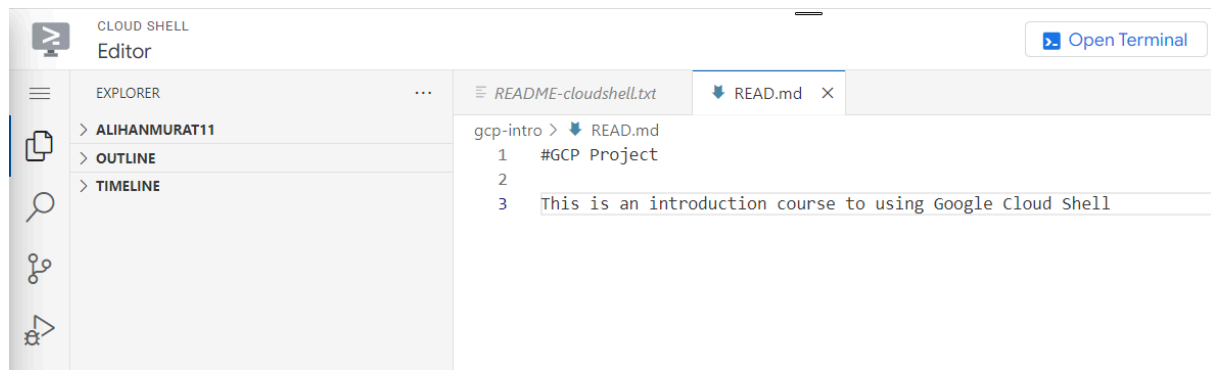 CLOUD SHELL
Editor
Open Terminal
EXPLORER
...
README-cloudshell.txt
READ.md
ALIHANMURAT11
OUTLINE
TIMELINE
gcp-intro > READ.md
1 #GCP Project
2
3 This is an introduction course to using Google Cloud Shell